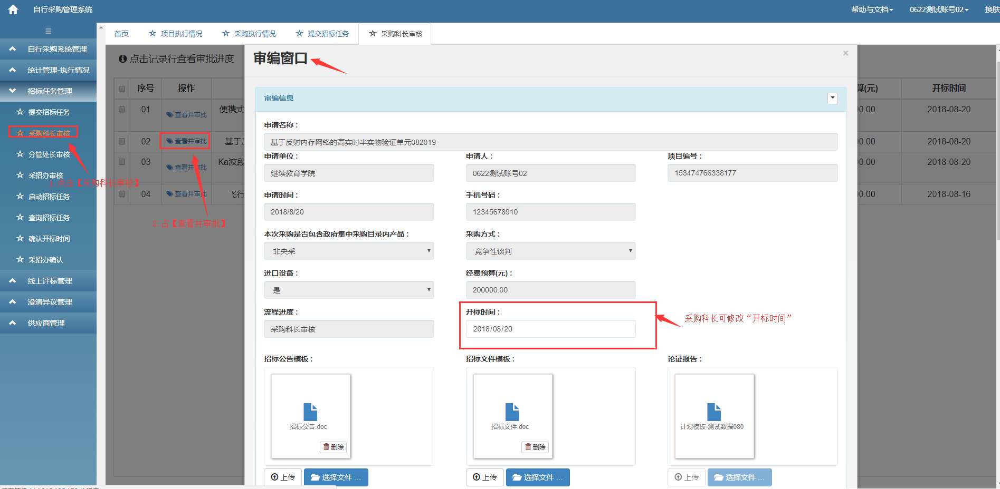 自行采购管理系统
帮助与文档
0622测试账号02
换肤
首页
项目执行情况
采购执行情况
提交招标任务
采购科长审核
自行采购系统管理
统计管理-执行情况
招标任务管理
提交招标任务
采购科长审核
分管处长审核
采招办审核
启动招标任务
查询招标任务
确认开标时间
采招办确认
线上评标管理
澄清异议管理
供应商管理
点击记录行查看审批进度
序号 操作
开标时间
01 查看并审批 便携式
00.00 2018-08-20
02 查看并审批
2018-08-20
03 查看并审批 Ka波段
00.00 2018-08-20
04 查看并审批 飞行
00.00 2018-08-16
2.点【查看并审批】
审编窗口
×
审编信息
申请名称：
基于反射内存网络的高实时半实物验证单元082019
申请单位： 申请人： 项目编号：
继续教育学院 0622测试账号02 153474766338177
申请时间： 手机号码：
2018/8/20 12345678910
本次采购是否包含政府集中采购目录内产品： 采购方式：
非央采 竞争性谈判
进口设备： 经费预算(元)：
是 200000.00
流程进度： 开标时间：
采购科长审核 2018/08/20
采购科长可修改“开标时间”
招标公告模板： 招标文件模板： 论证报告：
招标公告.doc 招标文件.doc 计划模板-测试数据080
删除 删除
上传 选择文件 ... 上传 选择文件 ... 上传 选择文件 ...